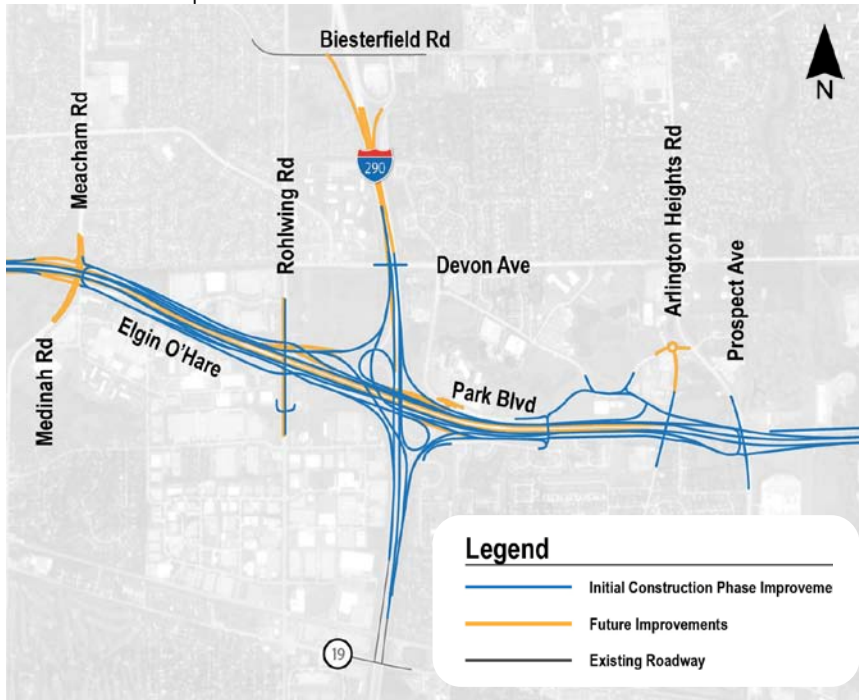 Biesterfield Rd
N
Meacham Rd
290
Rohlwing Rd
Arlington Heights Rd
Devon Ave
Prospect Ave
Elgin O'Hare
Medinah Rd
Park Blvd
Legend
Initial Construction Phase Improveme
Future Improvements
Existing Roadway
19